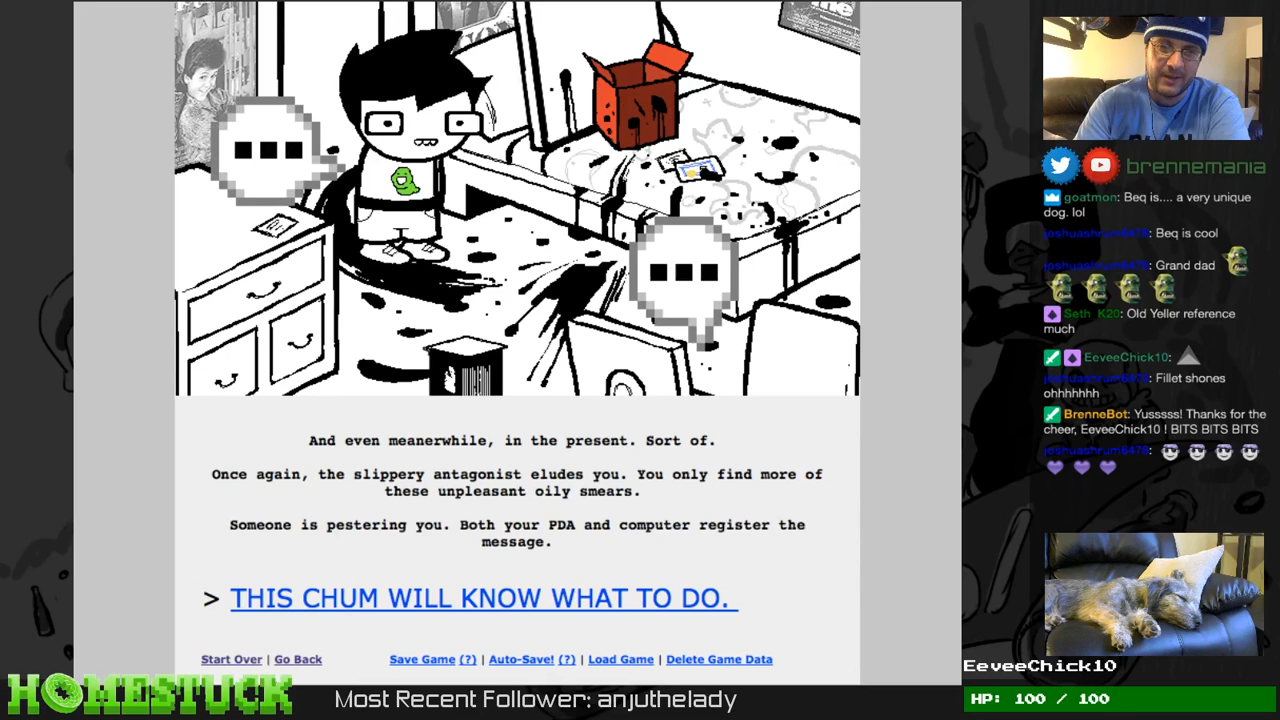 And even meanerwhile, in the present. Sort of.
Once again, the slippery antagonist eludes you. You only find more of
these unpleasant oily smears.
Someone is pestering you. Both your PDA and computer register the
message.
> THIS CHUM WILL KNOW WHAT TO DO.
Start Over | Go Back
Save Game (?) | Auto-Save! (?) | Load Game | Delete Game Data
HOMESTUCK
Most Recent Follower: anjuthelady
brennemania
goatmon: Beq is.... a very unique
dog. lol
joshuashrum6478: Beq is cool
joshuashrum6478: Grand dad
Seth_K20: Old Yeller reference
much
EeveeChick10:
joshuashrum6478: Fillet shones
ohhhhhhh
BrenneBot: Yusssss! Thanks for the
cheer, EeveeChick10 ! BITS BITS BITS
joshuashrum6478:
EeveeChick10
HP: 100 / 100